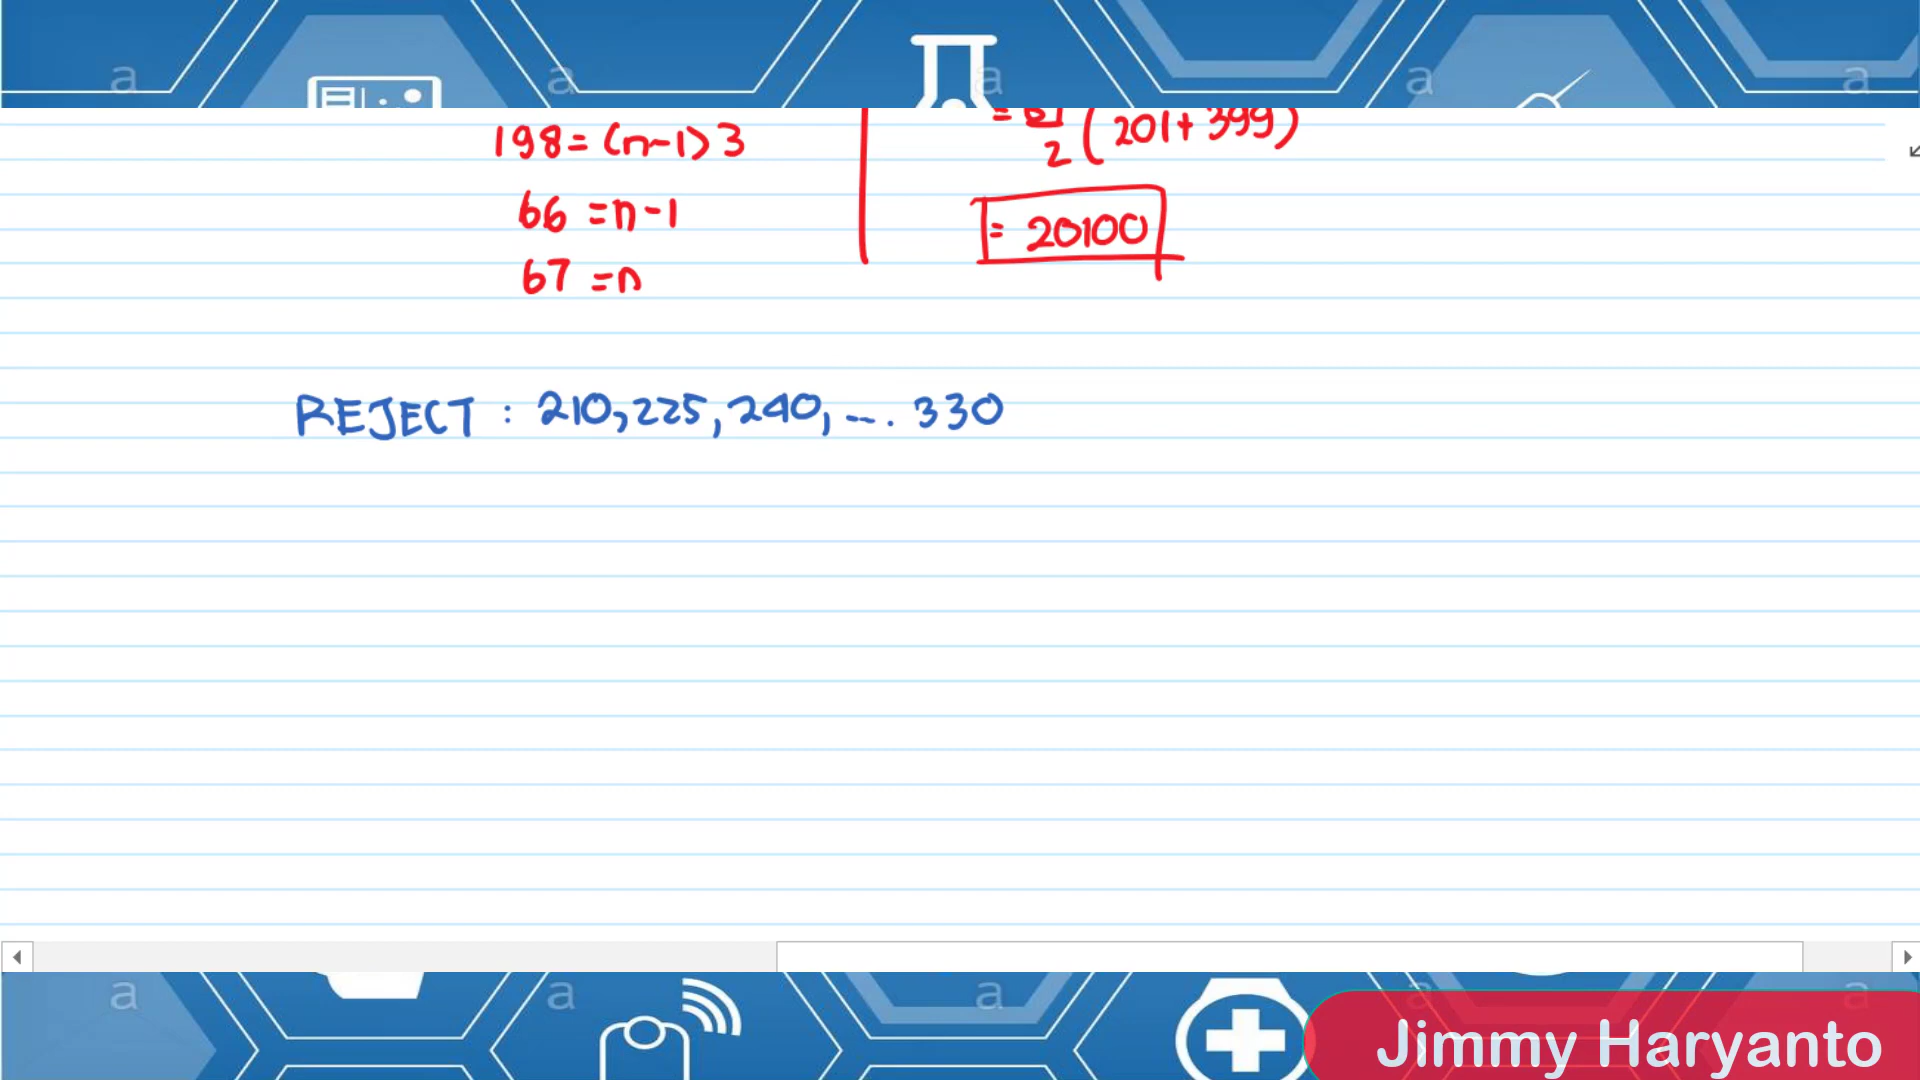 198 = (n-1) 3
66 = n-1
67 = n
2 (201 + 399)
= 20100
REJECT : 210, 225, 240, .... 330
Jimmy Haryanto